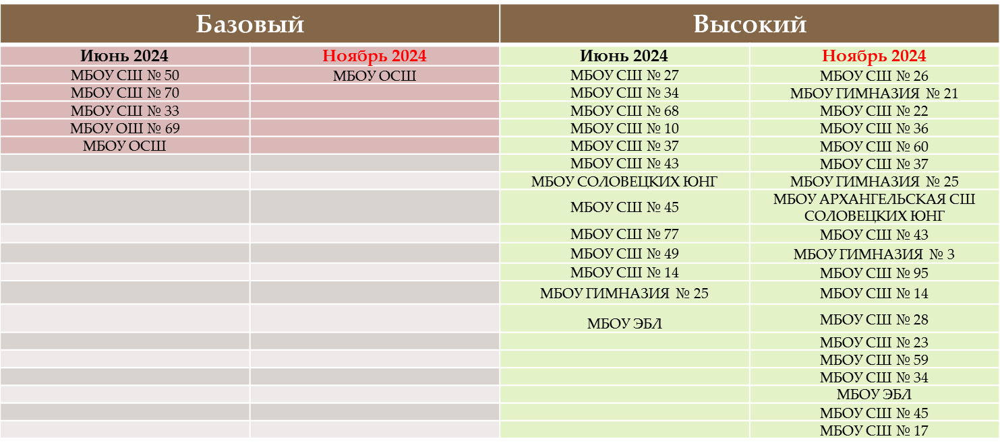 Базовый Высокий
Июнь 2024 Ноябрь 2024 Июнь 2024 Ноябрь 2024
МБОУ СШ № 50 МБОУ ОСШ МБОУ СШ № 27 МБОУ СШ № 26
МБОУ СШ № 70 МБОУ СШ № 34 МБОУ ГИМНАЗИЯ № 21
МБОУ СШ № 33 МБОУ СШ № 68 МБОУ СШ № 22
МБОУ ОШ № 69 МБОУ СШ № 10 МБОУ СШ № 36
МБОУ ОСШ МБОУ СШ № 37 МБОУ СШ № 60
МБОУ СШ № 43 МБОУ СШ № 37
МБОУ СОЛОВЕЦКИХ ЮНГ МБОУ ГИМНАЗИЯ № 25
МБОУ СШ № 45 МБОУ АРХАНГЕЛЬСКАЯ СШ
СОЛОВЕЦКИХ ЮНГ
МБОУ СШ № 77 МБОУ СШ № 43
МБОУ СШ № 49 МБОУ ГИМНАЗИЯ № 3
МБОУ СШ № 14 МБОУ СШ № 95
МБОУ ГИМНАЗИЯ № 25 МБОУ СШ № 14
МБОУ ЭБЛ МБОУ СШ № 28
МБОУ СШ № 23
МБОУ СШ № 59
МБОУ СШ № 34
МБОУ ЭБЛ
МБОУ СШ № 45
МБОУ СШ № 17